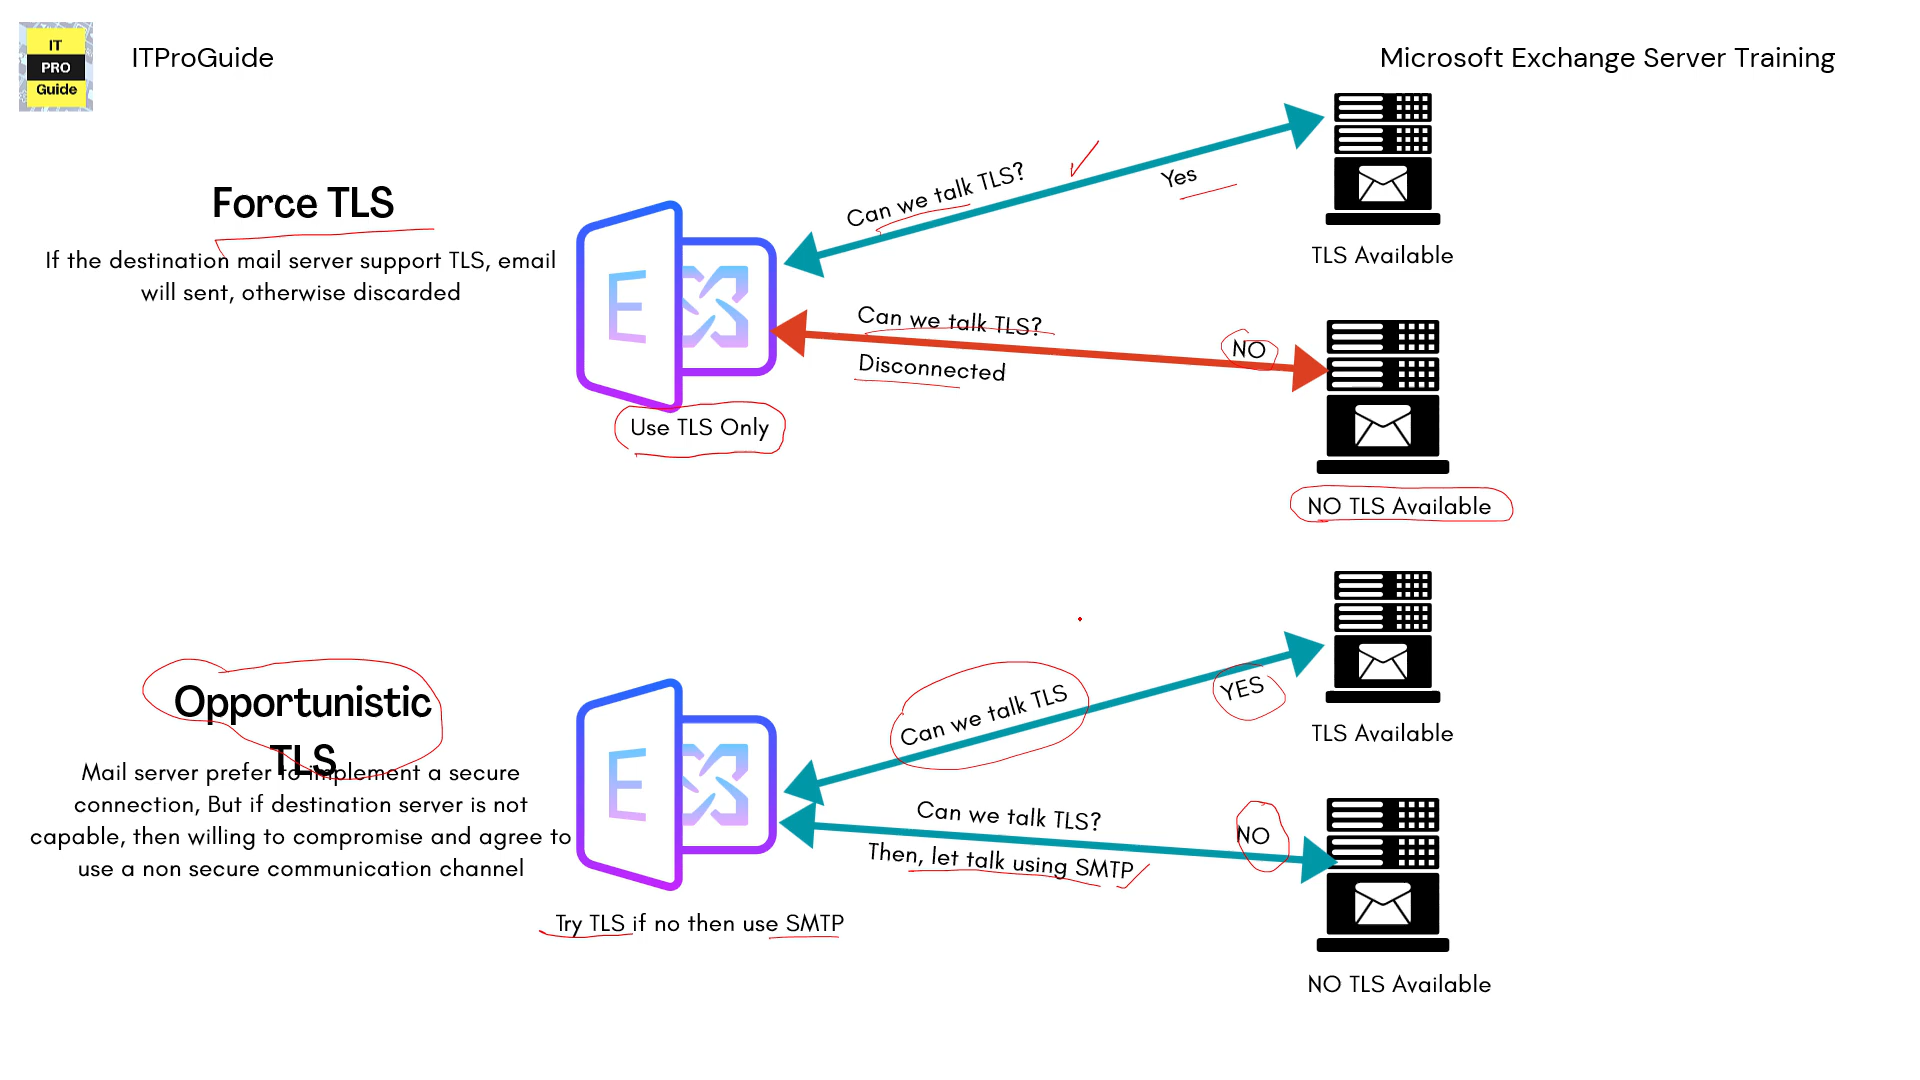 IT
PRO
Guide
ITProGuide
Microsoft Exchange Server Training
Force TLS
If the destination mail server support TLS, email
will sent, otherwise discarded
E
Use TLS Only
Can we talk TLS?
Yes
TLS Available
Can we talk TLS?
NO
Disconnected
NO TLS Available
Opportunistic
TLS
Mail server prefer to implement a secure
connection, But if destination server is not
capable, then willing to compromise and agree to
use a non secure communication channel
E
Try TLS if no then use SMTP
Can we talk TLS
YES
TLS Available
Can we talk TLS?
NO
Then, let talk using SMTP
NO TLS Available